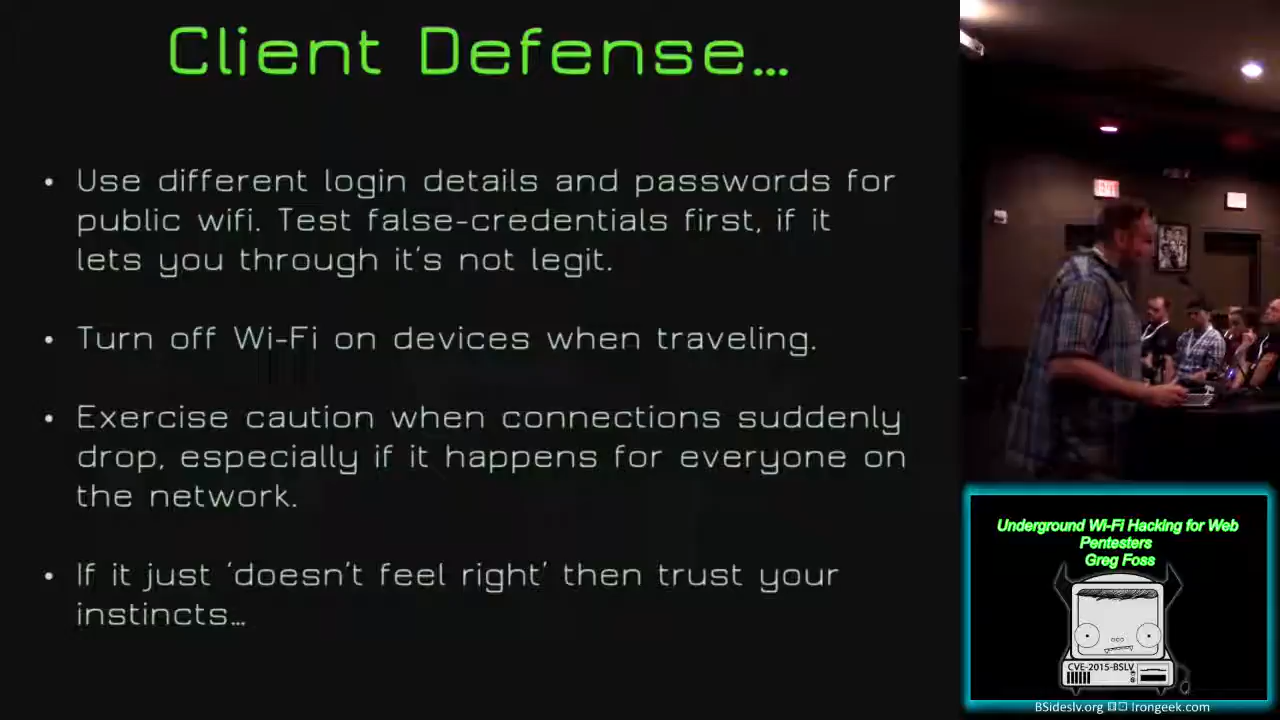 Client Defense…
• Use different login details and passwords for
public wifi. Test false-credentials first, if it
lets you through it's not legit.
• Turn off Wi-Fi on devices when traveling.
• Exercise caution when connections suddenly
drop, especially if it happens for everyone on
the network.
• If it just ‘doesn't feel right’ then trust your
instincts…
EXIT
Underground Wi-Fi Hacking for Web
Pentesters
Greg Foss
CVE-2015-BSLV
BSideslv.org Irongeek.com